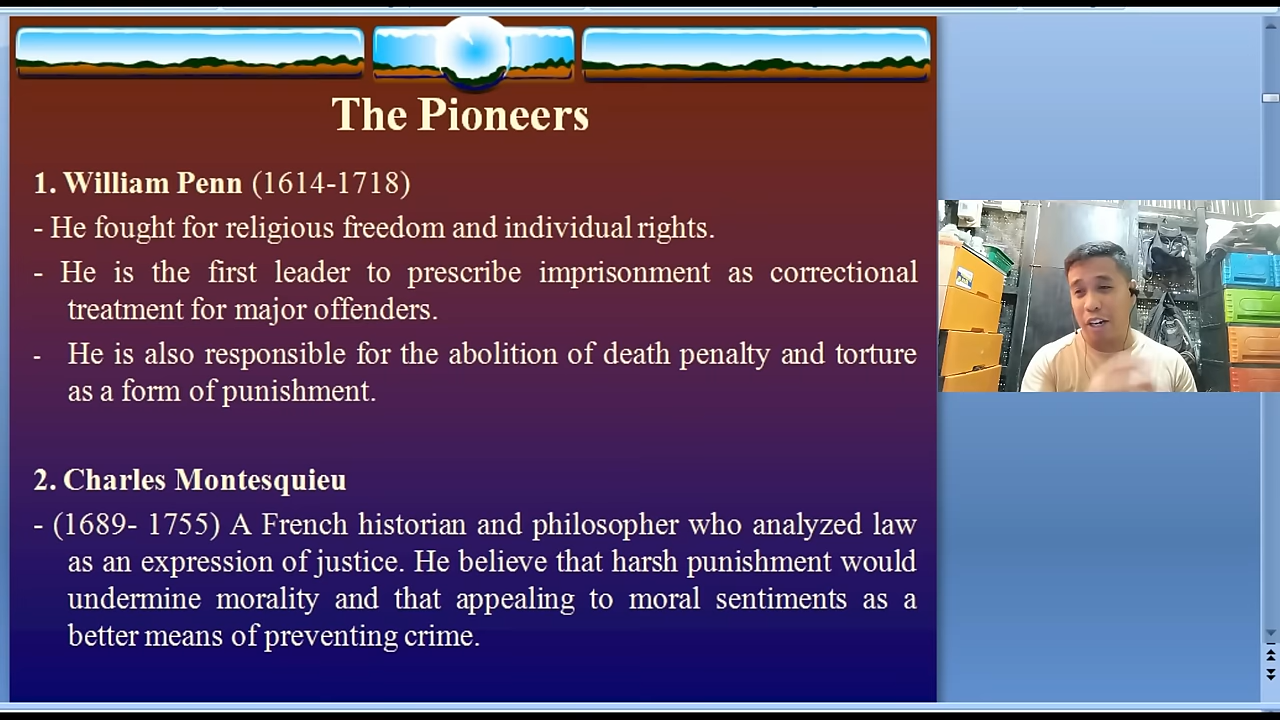 The Pioneers
1. William Penn (1614-1718)
- He fought for religious freedom and individual rights.
- He is the first leader to prescribe imprisonment as correctional
treatment for major offenders.
- He is also responsible for the abolition of death penalty and torture
as a form of punishment.
2. Charles Montesquieu
- (1689- 1755) A French historian and philosopher who analyzed law
as an expression of justice. He believe that harsh punishment would
undermine morality and that appealing to moral sentiments as a
better means of preventing crime.